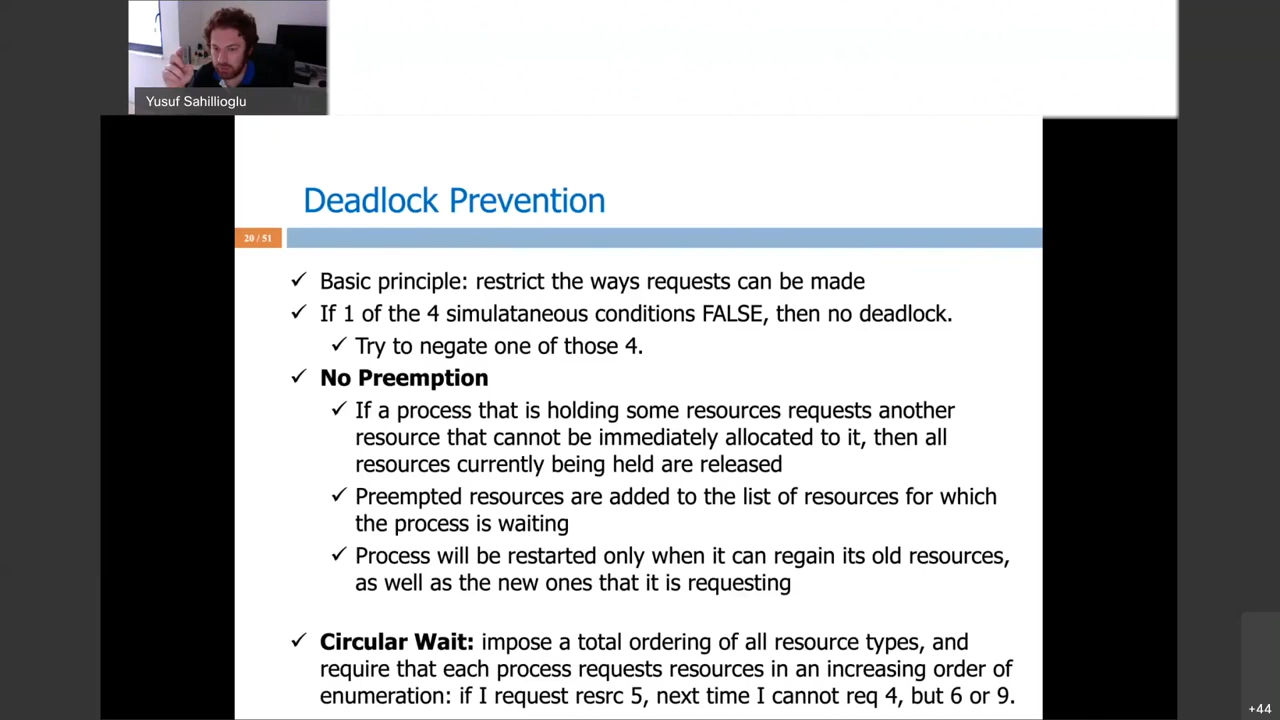 Yusuf Sahillioglu
Deadlock Prevention
20 / 51
✓ Basic principle: restrict the ways requests can be made
✓ If 1 of the 4 simulataneous conditions FALSE, then no deadlock.
✓ Try to negate one of those 4.
✓ No Preemption
✓ If a process that is holding some resources requests another
resource that cannot be immediately allocated to it, then all
resources currently being held are released
✓ Preempted resources are added to the list of resources for which
the process is waiting
✓ Process will be restarted only when it can regain its old resources,
as well as the new ones that it is requesting
✓ Circular Wait: impose a total ordering of all resource types, and
require that each process requests resources in an increasing order of
enumeration: if I request resrc 5, next time I cannot req 4, but 6 or 9.
+44